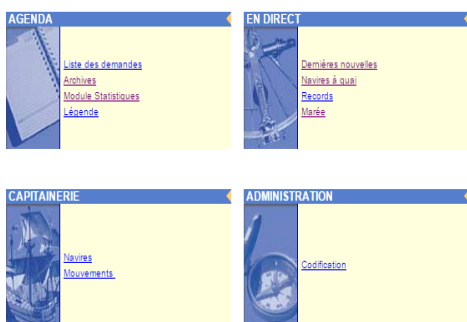 AGENDA
Liste des demandes
Archives
Module Statistiques
Légende
EN DIRECT
Dernières nouvelles
Navires à quai
Records
Marée
CAPITAINERIE
Navires
Mouvements
ADMINISTRATION
Codification